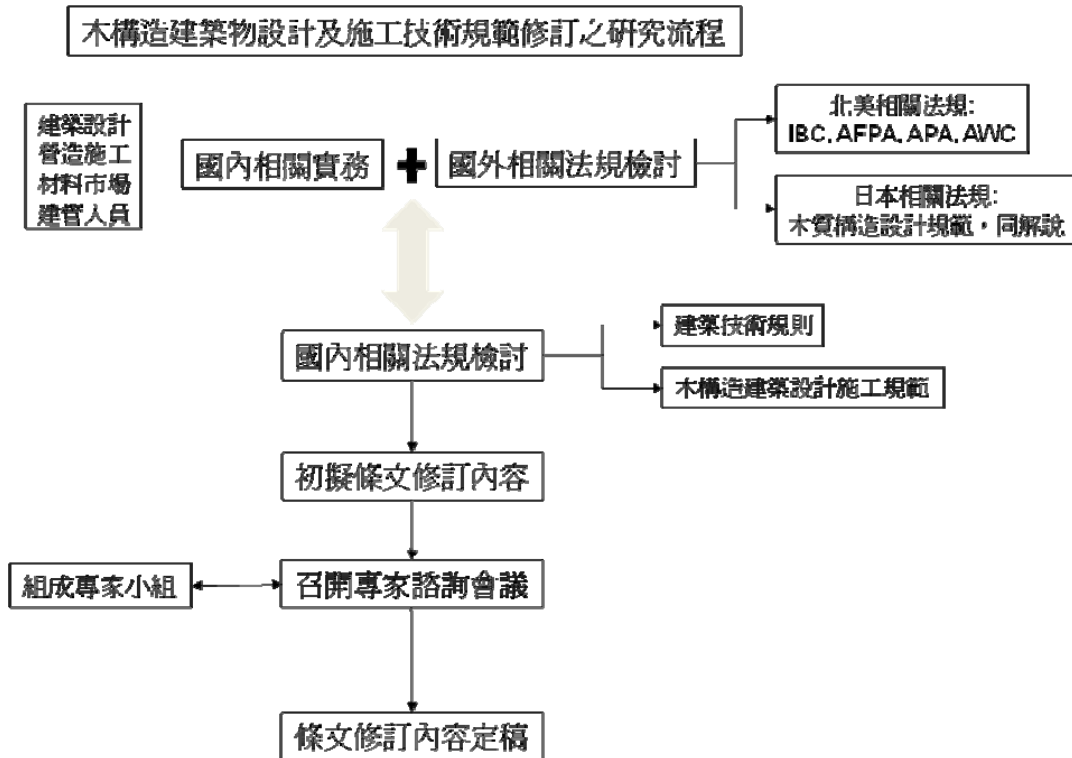 木構造建築物設計及施工技術規範修訂之研究流程
建築設計
營造施工
材料市場
建管人員
國內相關實務
國外相關法規檢討
北美相關法規:
IBC, AFPA, APA, AWC
日本相關法規:
木質構造設計規範，同解說
國內相關法規檢討
建築技術規則
木構造建築設計施工規範
初擬條文修訂內容
組成專家小組
召開專家諮詢會議
條文修訂內容定稿